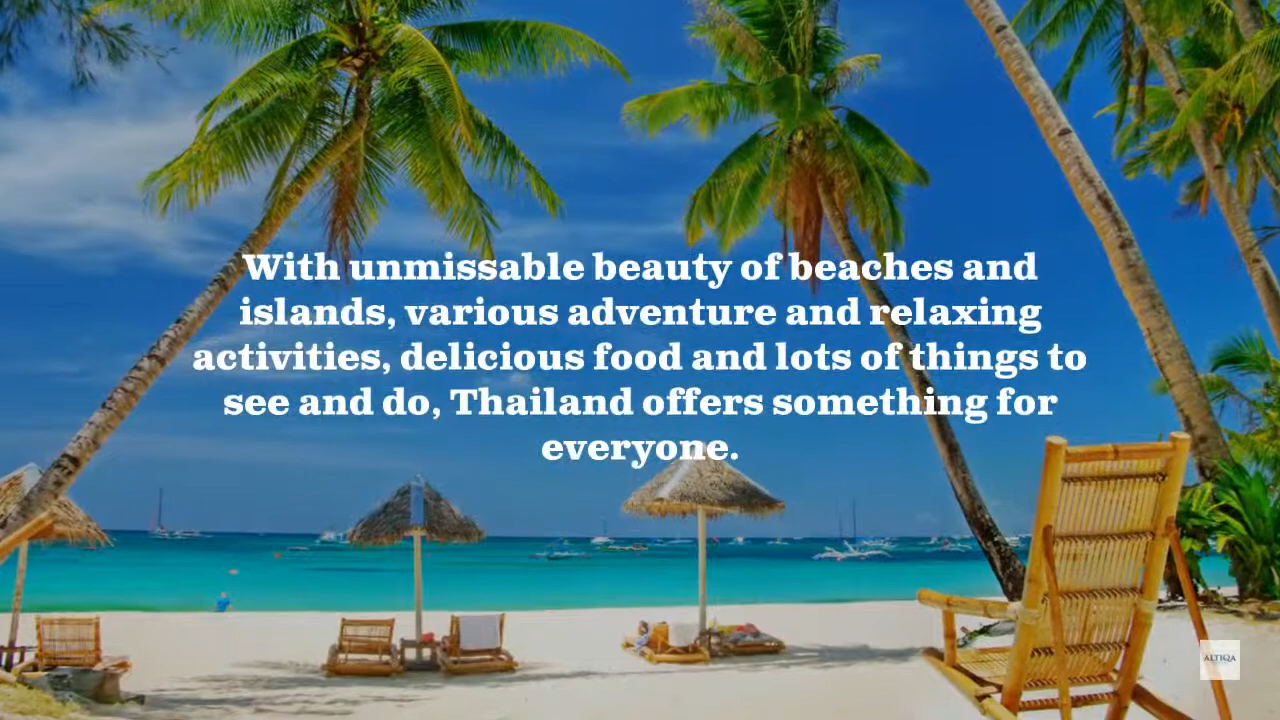 With unmissable beauty of beaches and
islands, various adventure and relaxing
activities, delicious food and lots of things to
see and do, Thailand offers something for
everyone.
ALTIQA